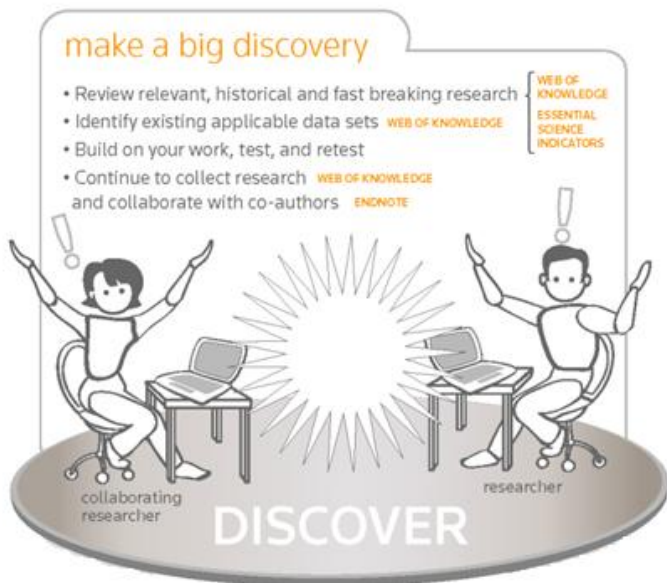 make a big discovery
• Review relevant, historical and fast breaking research
WEB OF
KNOWLEDGE
ESSENTIAL
SCIENCE
INDICATORS
• Identify existing applicable data sets WEB OF KNOWLEDGE
• Build on your work, test, and retest
• Continue to collect research WEB OF KNOWLEDGE
and collaborate with co-authors ENDNOTE
!
!
collaborating
researcher
researcher
DISCOVER